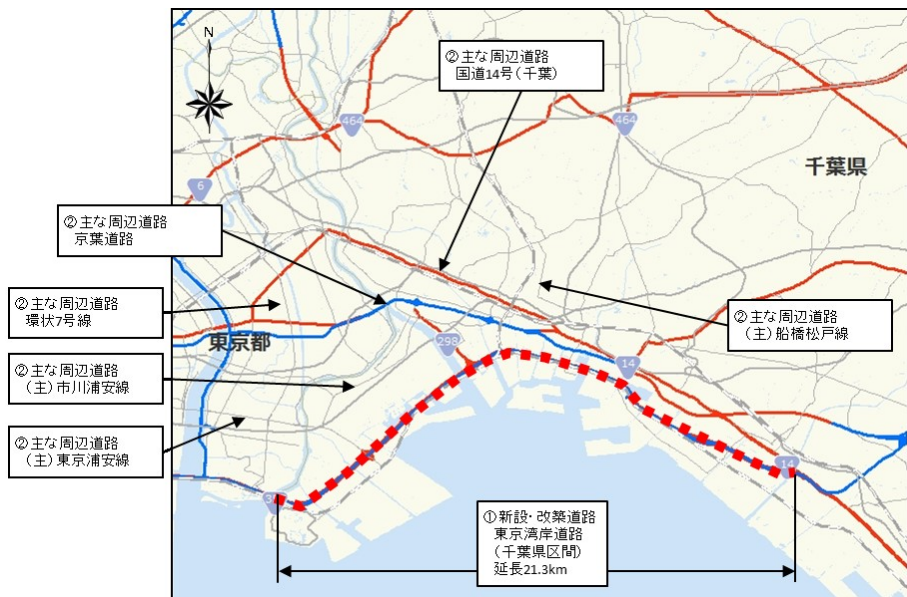 N
②主な周辺道路
国道14号(千葉)
464
464
千葉県
6
②主な周辺道路
京葉道路
②主な周辺道路
環状7号線
②主な周辺道路
(主)船橋松戸線
東京都
298
14
②主な周辺道路
(主)市川浦安線
②主な周辺道路
(主)東京浦安線
14
①新設・改築道路
東京湾岸道路
(千葉県区間)
延長21.3km